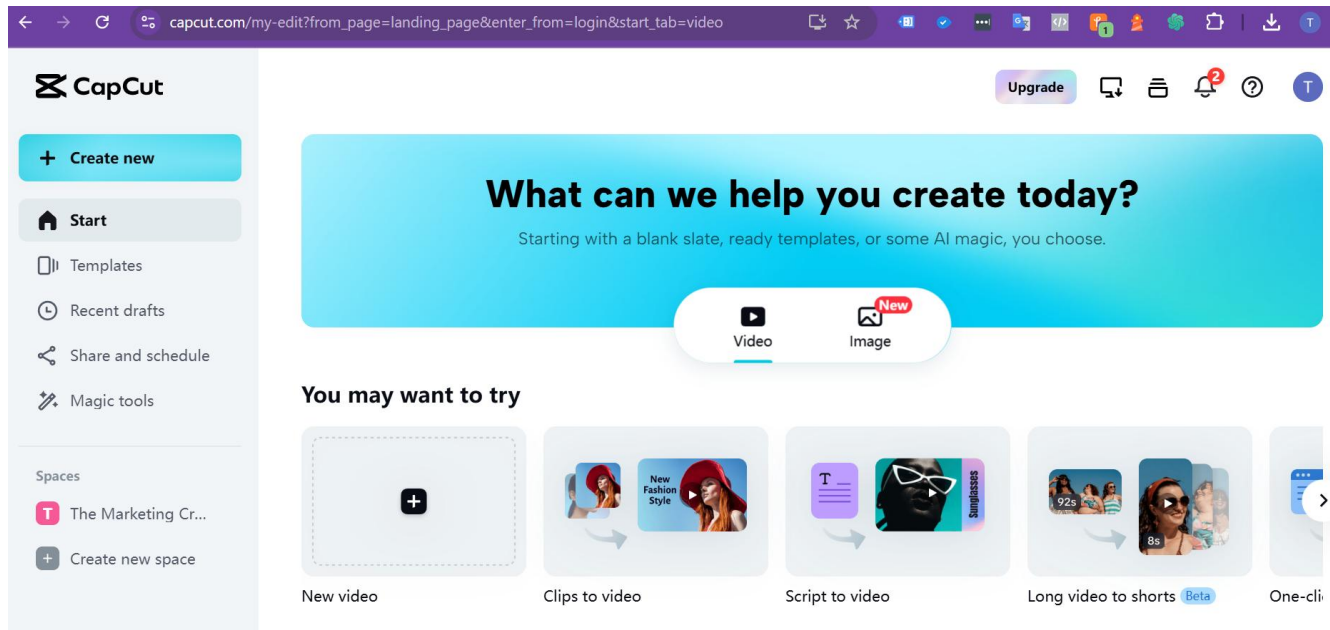 capcut.com/my-edit?from_page=landing_page&enter_from=login&start_tab=video
1
T
CapCut
Upgrade
2
T
Create new
Start
Templates
Recent drafts
Share and schedule
Magic tools
Spaces
T The Marketing Cr...
Create new space
What can we help you create today?
Starting with a blank slate, ready templates, or some AI magic, you choose.
New
Video Image
You may want to try
New
Fashion
Style
T
Sunglasses
92s
8s
New video Clips to video Script to video Long video to shorts Beta One-cli